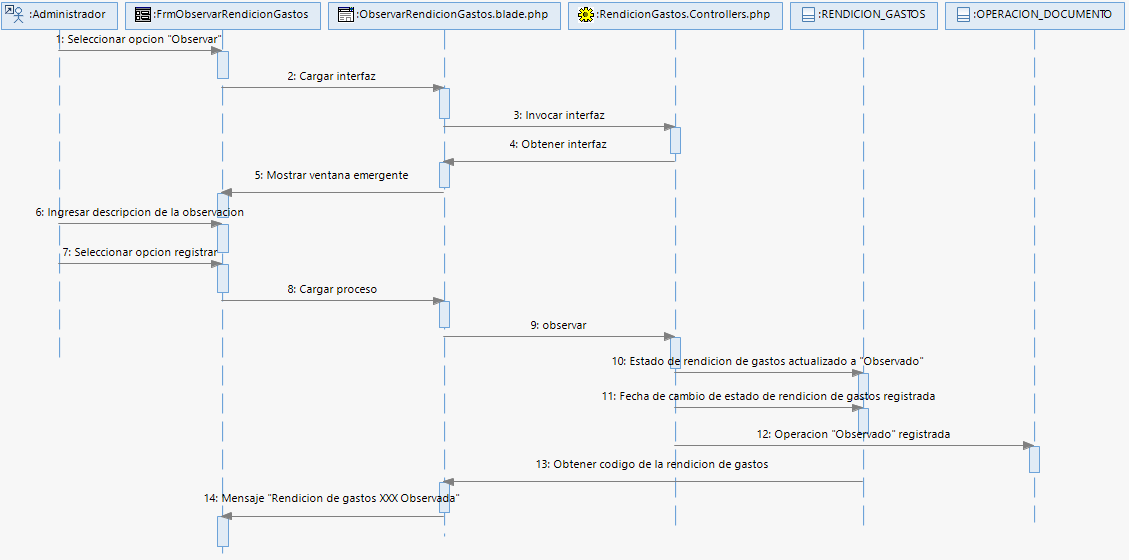 :Administrador
:FrmObservarRendicionGastos
:ObservarRendicionGastos.blade.php
:RendicionGastos.Controllers.php
:RENDICION_GASTOS
:OPERACION_DOCUMENTO
1: Seleccionar opcion "Observar"
2: Cargar interfaz
3: Invocar interfaz
4: Obtener interfaz
5: Mostrar ventana emergente
6: Ingresar descripcion de la observacion
7: Seleccionar opcion registrar
8: Cargar proceso
9: observar
10: Estado de rendicion de gastos actualizado a "Observado"
11: Fecha de cambio de estado de rendicion de gastos registrada
12: Operacion "Observado" registrada
13: Obtener codigo de la rendicion de gastos
14: Mensaje "Rendicion de gastos XXX Observada"